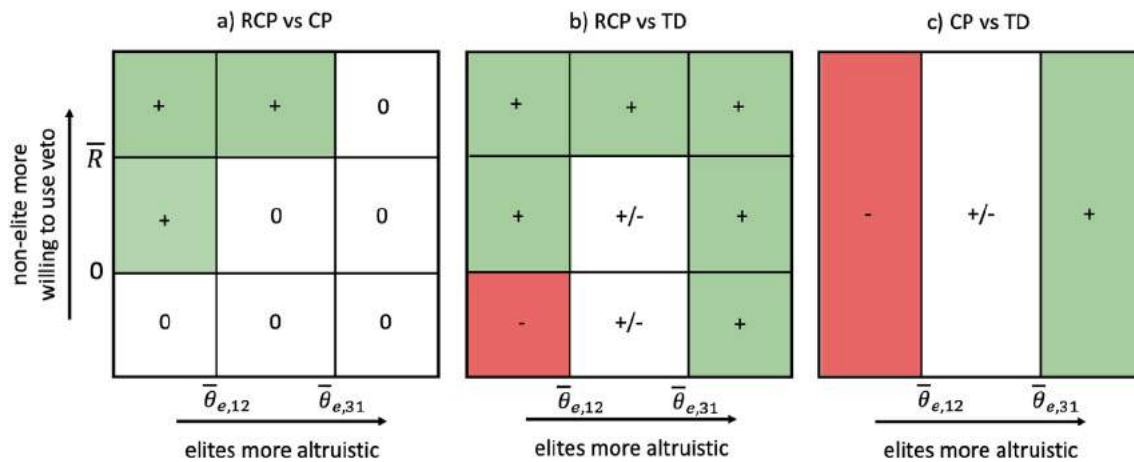 a) RCP vs CP b) RCP vs TD c) CP vs TD
non-elite more
willing to use veto
+ + 0 + + + - +/- +
R̅
+ 0 0 + +/- +
0
0 0 0 - +/- +
θ̅e,12 θ̅e,31 θ̅e,12 θ̅e,31 θ̅e,12 θ̅e,31
elites more altruistic elites more altruistic elites more altruistic